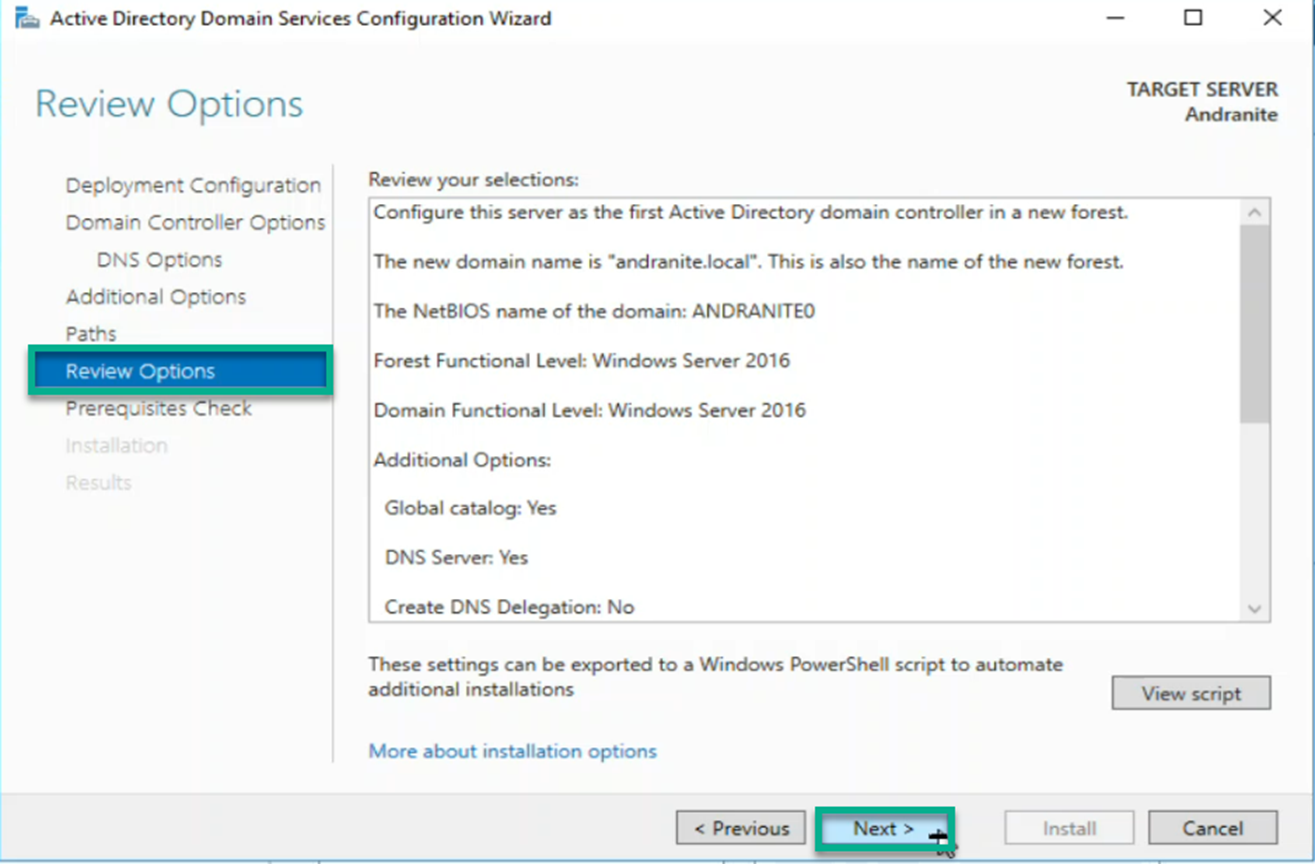 Active Directory Domain Services Configuration Wizard
Review Options
TARGET SERVER
Andranite
Deployment Configuration
Domain Controller Options
DNS Options
Additional Options
Paths
Review Options
Prerequisites Check
Installation
Results
Review your selections:
Configure this server as the first Active Directory domain controller in a new forest.
The new domain name is "andranite.local". This is also the name of the new forest.
The NetBIOS name of the domain: ANDRANITE0
Forest Functional Level: Windows Server 2016
Domain Functional Level: Windows Server 2016
Additional Options:
Global catalog: Yes
DNS Server: Yes
Create DNS Delegation: No
These settings can be exported to a Windows PowerShell script to automate
additional installations
View script
More about installation options
< Previous
Next >
Install
Cancel